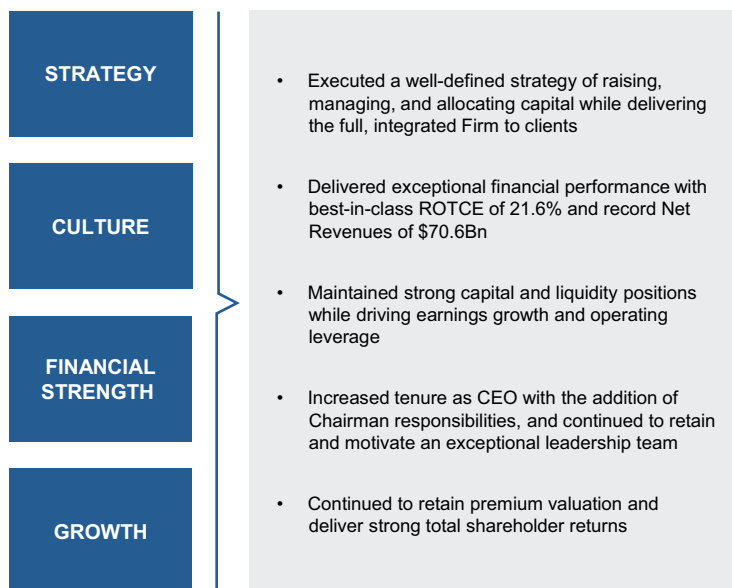 STRATEGY
CULTURE
FINANCIAL
STRENGTH
GROWTH
• Executed a well-defined strategy of raising,
managing, and allocating capital while delivering
the full, integrated Firm to clients
• Delivered exceptional financial performance with
best-in-class ROTCE of 21.6% and record Net
Revenues of $70.6Bn
• Maintained strong capital and liquidity positions
while driving earnings growth and operating
leverage
• Increased tenure as CEO with the addition of
Chairman responsibilities, and continued to retain
and motivate an exceptional leadership team
• Continued to retain premium valuation and
deliver strong total shareholder returns